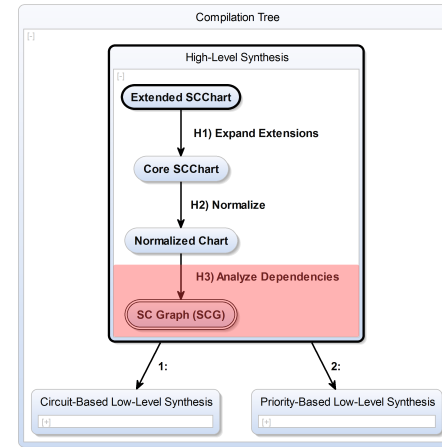 Compilation Tree
[-]
High-Level Synthesis
[-]
Extended SCChart
H1) Expand Extensions
Core SCChart
H2) Normalize
Normalized Chart
H3) Analyze Dependencies
SC Graph (SCG)
1:
2:
Circuit-Based Low-Level Synthesis
[+]
Priority-Based Low-Level Synthesis
[+]